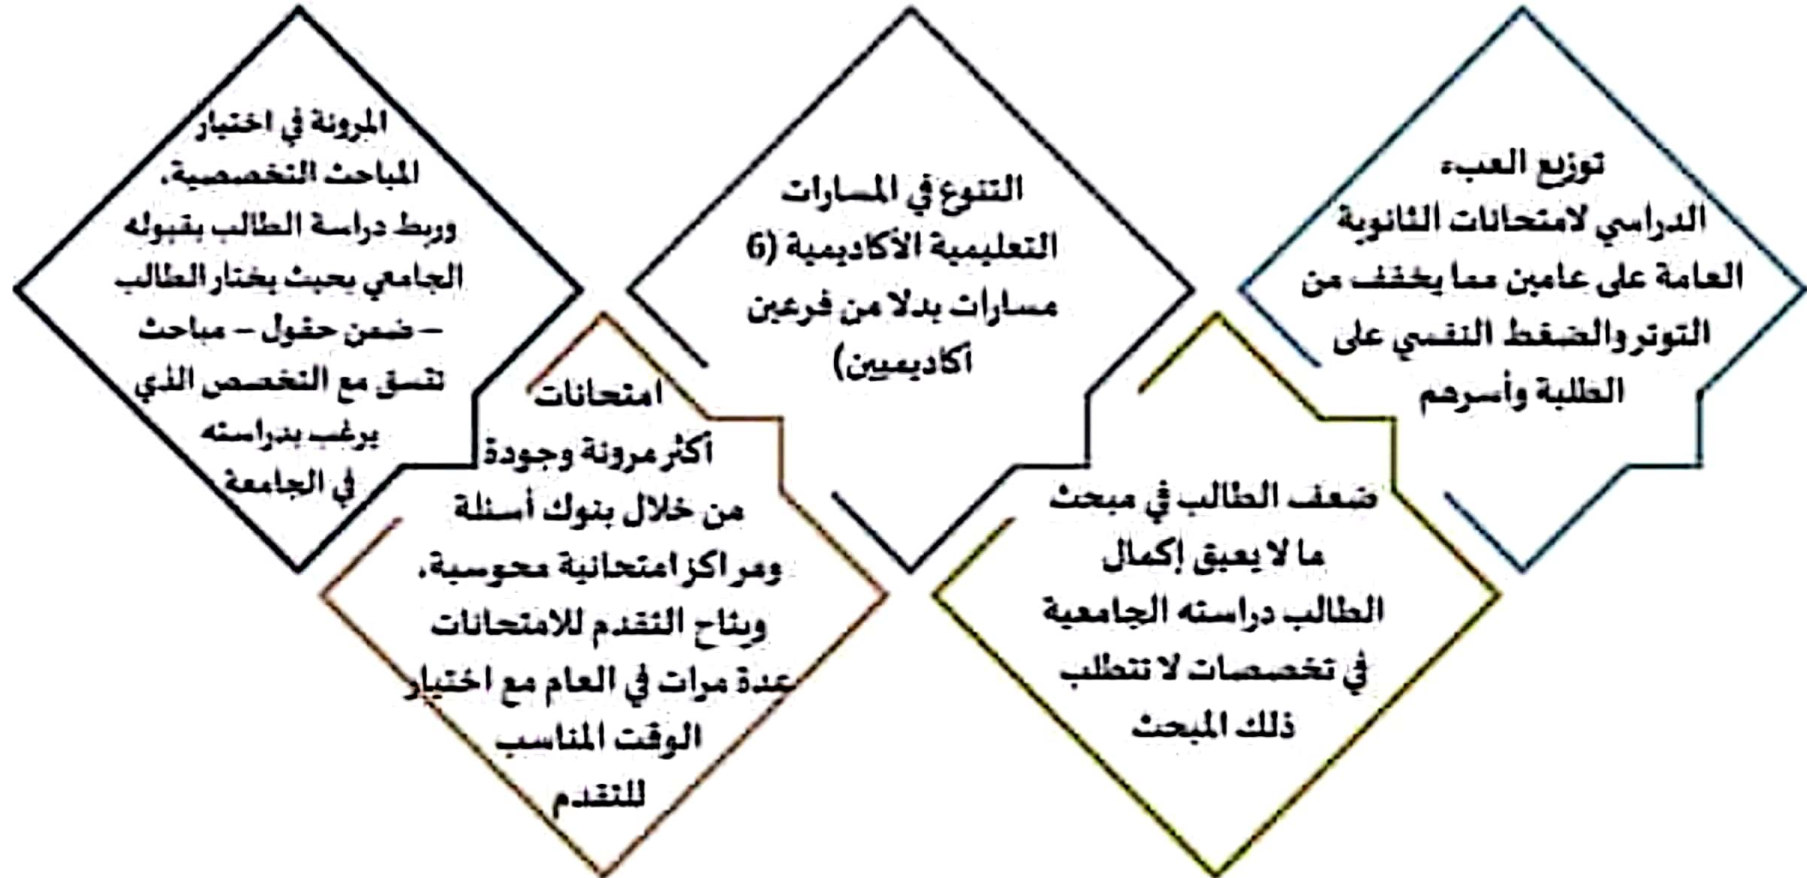 توزيع العبء
الدراسي لامتحانات الثانوية
العامة على عامين مما يخفف من
التوتر والضغط النفسي على
الطلبة وأسرهم
ضعف الطالب في مبحث
ما لا يعيق إكمال
الطالب دراسته الجامعية
في تخصصات لا تتطلب
ذلك المبحث
التنوع في المسارات
التعليمية الأكاديمية (6
مسارات بدلا من فرعين
أكاديميين)
امتحانات
أكثر مرونة وجودة
من خلال بنوك أسئلة
ومراكز امتحانية محوسبة،
ويتاح التقدم للامتحانات
عدة مرات في العام مع اختيار
الوقت المناسب
للتقدم
المرونة في اختيار
المباحث التخصصية،
وربط دراسة الطالب بقبوله
الجامعي بحيث يختار الطالب
– ضمن حقول – مباحث
تتسق مع التخصص الذي
يرغب بدراسته
في الجامعة